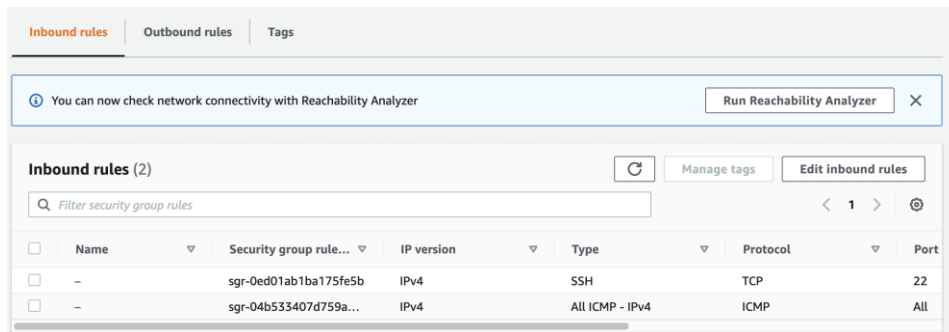 Inbound rules Outbound rules Tags
You can now check network connectivity with Reachability Analyzer Run Reachability Analyzer
Inbound rules (2) Manage tags Edit inbound rules
Filter security group rules 1
Name Security group rule... IP version Type Protocol Port
– sgr-0ed01ab1ba175fe5b IPv4 SSH TCP 22
– sgr-04b533407d759a... IPv4 All ICMP - IPv4 ICMP All